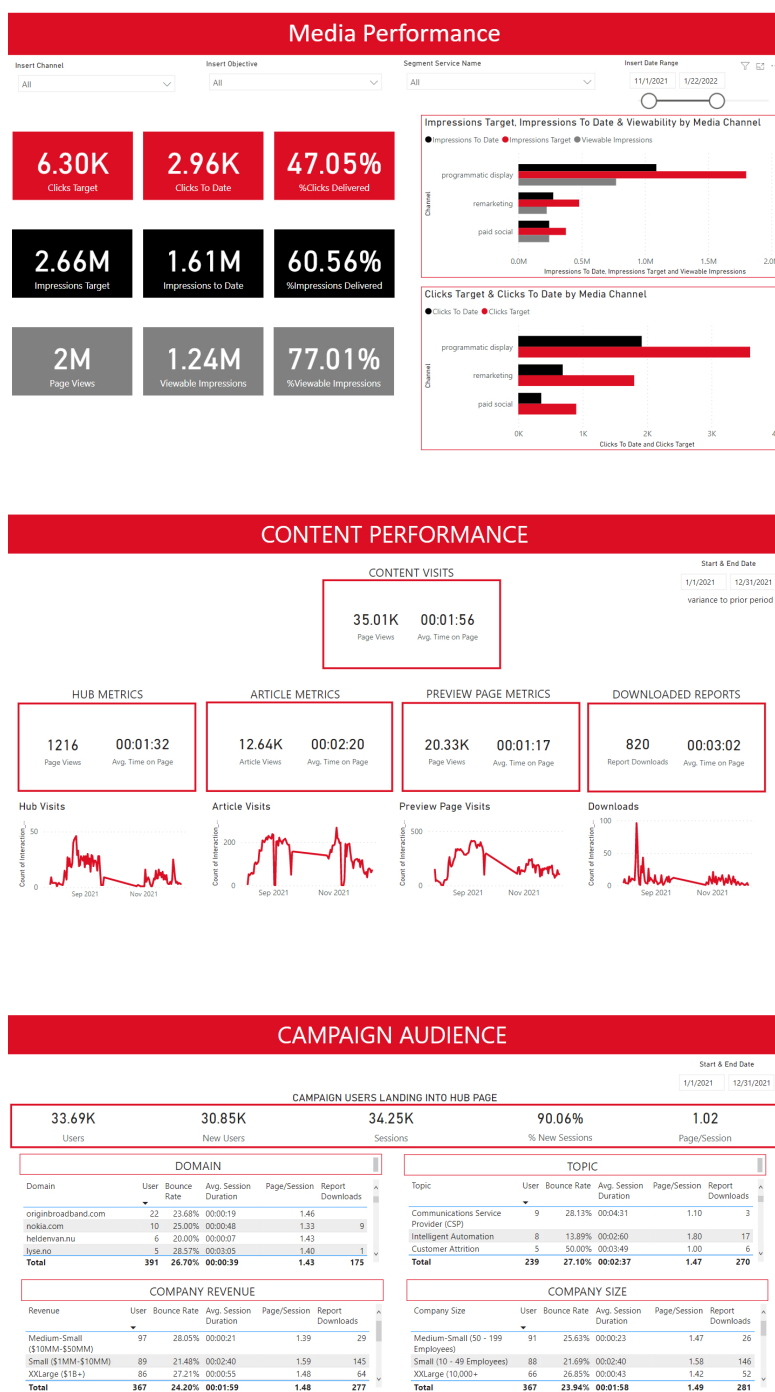 Media Performance
Insert Channel
Insert Objective
Segment Service Name
Insert Date Range
All
All
All
11/1/2021 1/22/2022
6.30K
Clicks Target
2.96K
Clicks To Date
47.05%
%Clicks Delivered
2.66M
Impressions Target
1.61M
Impressions to Date
60.56%
%Impressions Delivered
2M
Page Views
1.24M
Viewable Impressions
77.01%
%Viewable Impressions
Impressions Target, Impressions To Date & Viewability by Media Channel
Impressions To Date Impressions Target Viewable Impressions
Channel
programmatic display
remarketing
paid social
0.0M 0.5M 1.0M 1.5M 2.0M
Impressions To Date, Impressions Target and Viewable Impressions
Clicks Target & Clicks To Date by Media Channel
Clicks To Date Clicks Target
Channel
programmatic display
remarketing
paid social
0K 1K 2K 3K
Clicks To Date and Clicks Target
CONTENT PERFORMANCE
Start & End Date
1/1/2021 12/31/2021
variance to prior period
CONTENT VISITS
35.01K 00:01:56
Page Views Avg. Time on Page
HUB METRICS
1216 00:01:32
Page Views Avg. Time on Page
ARTICLE METRICS
12.64K 00:02:20
Article Views Avg. Time on Page
PREVIEW PAGE METRICS
20.33K 00:01:17
Page Views Avg. Time on Page
DOWNLOADED REPORTS
820 00:03:02
Report Downloads Avg. Time on Page
Hub Visits
Count of Interaction_...
50
0
Sep 2021 Nov 2021
Article Visits
Count of Interaction_...
200
0
Sep 2021 Nov 2021
Preview Page Visits
Count of Interaction_...
500
0
Sep 2021 Nov 2021
Downloads
Count of Interaction_...
100
50
0
Sep 2021 Nov 2021
CAMPAIGN AUDIENCE
Start & End Date
1/1/2021 12/31/2021
CAMPAIGN USERS LANDING INTO HUB PAGE
33.69K 30.85K 34.25K 90.06% 1.02
Users New Users Sessions % New Sessions Page/Session
DOMAIN
Domain User Bounce Rate Avg. Session Duration Page/Session Report Downloads
originbroadband.com 22 23.68% 00:00:19 1.46
nokia.com 10 25.00% 00:00:48 1.33 9
heldenvan.nu 6 20.00% 00:00:07 1.43
lyse.no 5 28.57% 00:03:05 1.40 1
Total 391 26.70% 00:00:39 1.43 175
TOPIC
Topic User Bounce Rate Avg. Session Duration Page/Session Report Downloads
Communications Service Provider (CSP) 9 28.13% 00:04:31 1.10 3
Intelligent Automation 8 13.89% 00:02:60 1.80 17
Customer Attrition 5 50.00% 00:03:49 1.00 6
Total 239 27.10% 00:02:37 1.47 270
COMPANY REVENUE
Revenue User Bounce Rate Avg. Session Duration Page/Session Report Downloads
Medium-Small ($10MM-$50MM) 97 28.05% 00:00:21 1.39 29
Small ($1MM-$10MM) 89 21.48% 00:02:40 1.59 145
XXLarge ($1B+) 86 27.21% 00:00:55 1.48 64
Total 367 24.20% 00:01:59 1.48 277
COMPANY SIZE
Company Size User Bounce Rate Avg. Session Duration Page/Session Report Downloads
Medium-Small (50 - 199 Employees) 91 25.63% 00:00:23 1.47 26
Small (10 - 49 Employees) 88 21.69% 00:02:40 1.58 146
XXLarge (10,000+ 66 26.85% 00:00:43 1.42 52
Total 367 23.94% 00:01:58 1.49 281